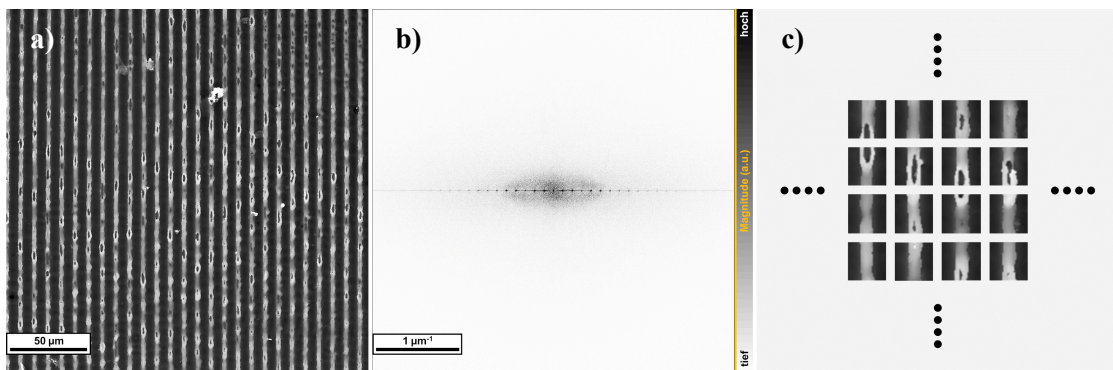 a)
50 µm
b)
1 µm⁻¹
hoch
Magnitude (a.u.)
tief
c)